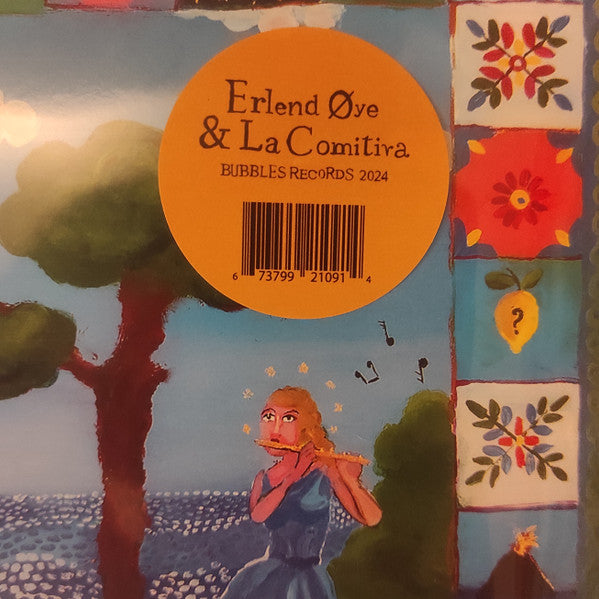 Erlend Øye
& La Comitiva
BUBBLES RECORDS 2024
6 73799 21091 4
?